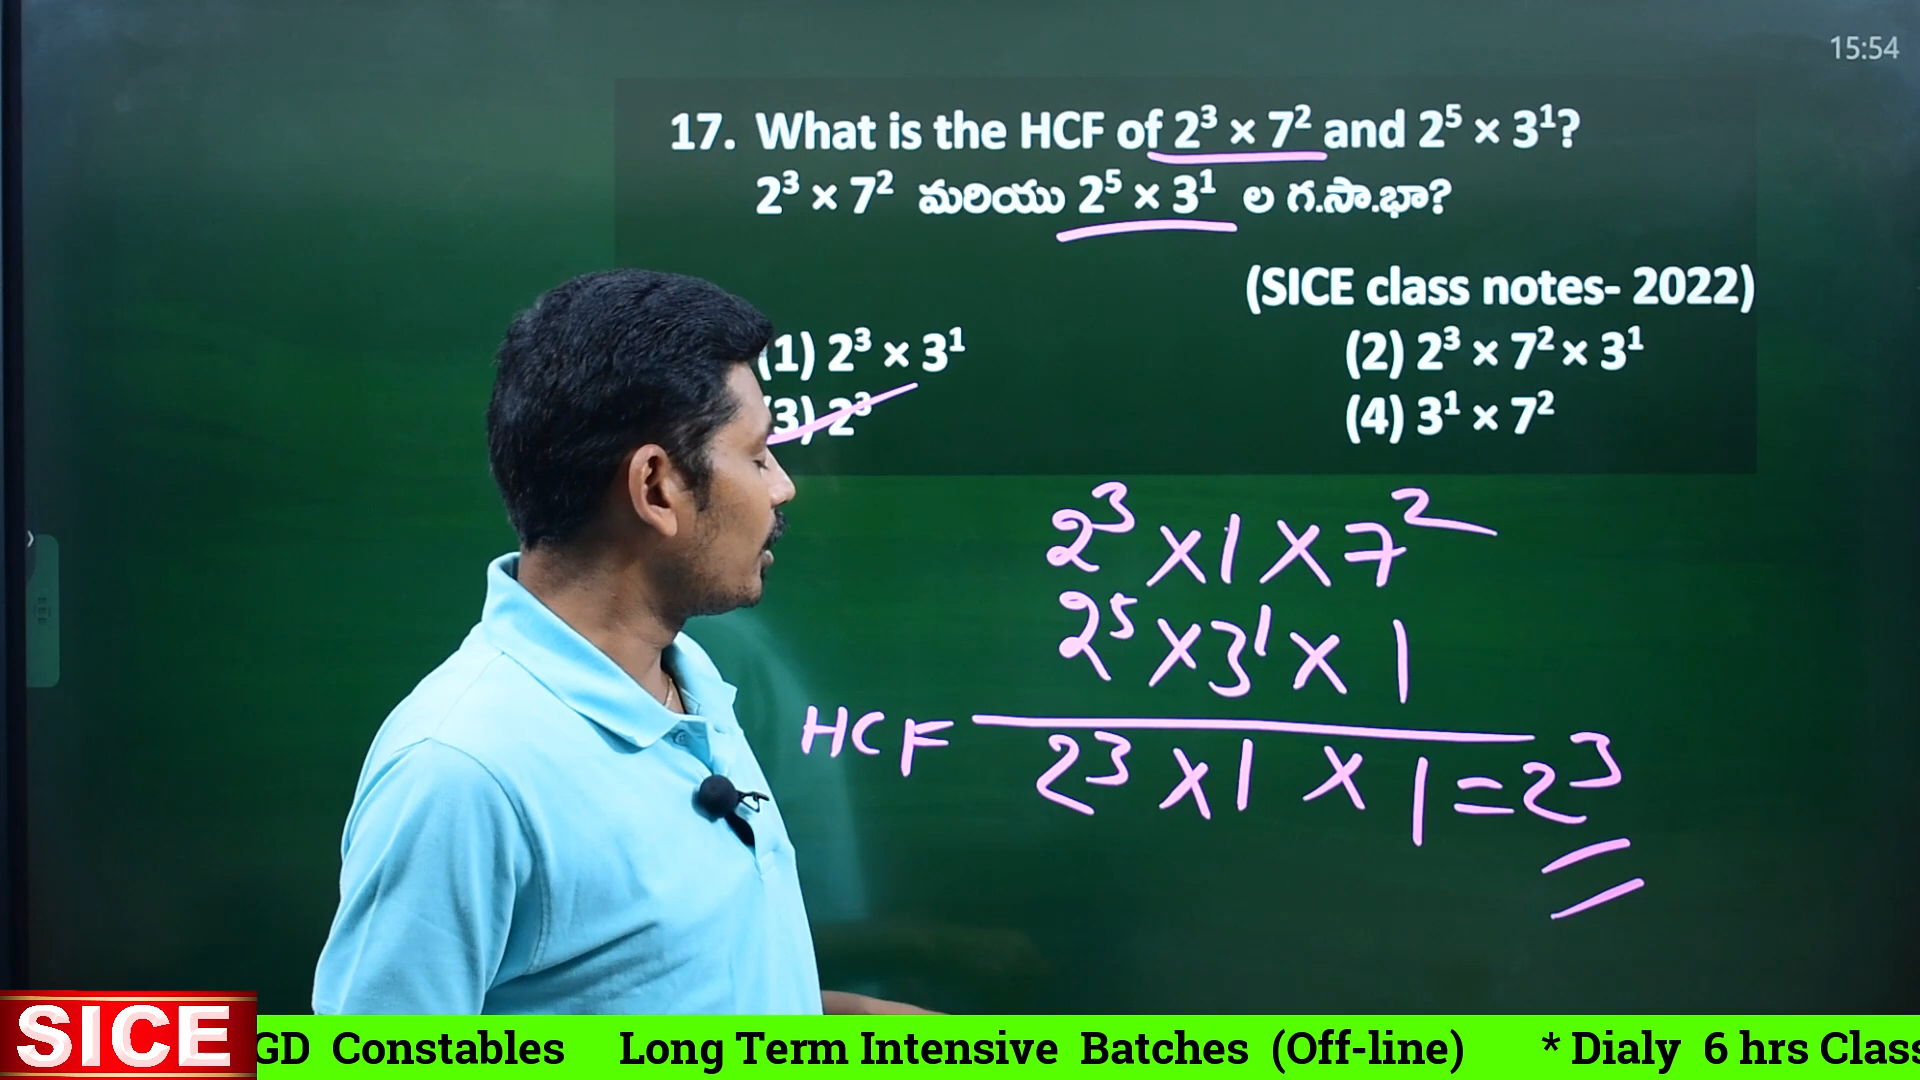 15:54
17. What is the HCF of 2³ × 7² and 2⁵ × 3¹?
2³ × 7² మరియు 2⁵ × 3¹ ల గ.సా.భా?
(SICE class notes- 2022)
(1) 2³ × 3¹ (2) 2³ × 7² × 3¹
(3) 2³ (4) 3¹ × 7²
2³ × 1 × 7²
2⁵ × 3¹ × 1
HCF 2³ × 1 × 1 = 2³
SICE GD Constables Long Term Intensive Batches (Off-line) * Dialy 6 hrs Class